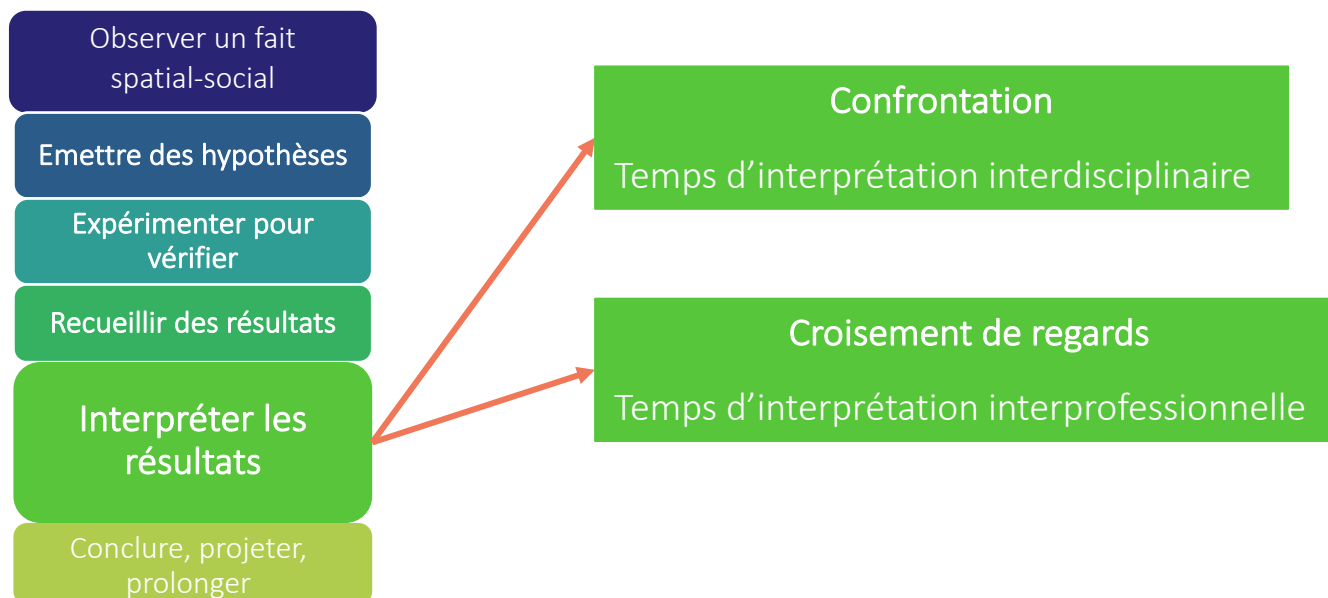 Observer un fait
spatial-social
Emettre des hypothèses
Expérimenter pour
vérifier
Recueillir des résultats
Interpréter les
résultats
Conclure, projeter,
prolonger
Confrontation
Temps d’interprétation interdisciplinaire
Croisement de regards
Temps d’interprétation interprofessionnelle